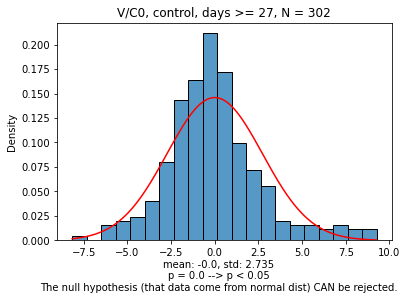 V/C0, control, days >= 27, N = 302
Density
0.200
0.175
0.150
0.125
0.100
0.075
0.050
0.025
0.000
−7.5 −5.0 −2.5 0.0 2.5 5.0 7.5 10.0
mean: -0.0, std: 2.735
p = 0.0 --> p < 0.05
The null hypothesis (that data come from normal dist) CAN be rejected.